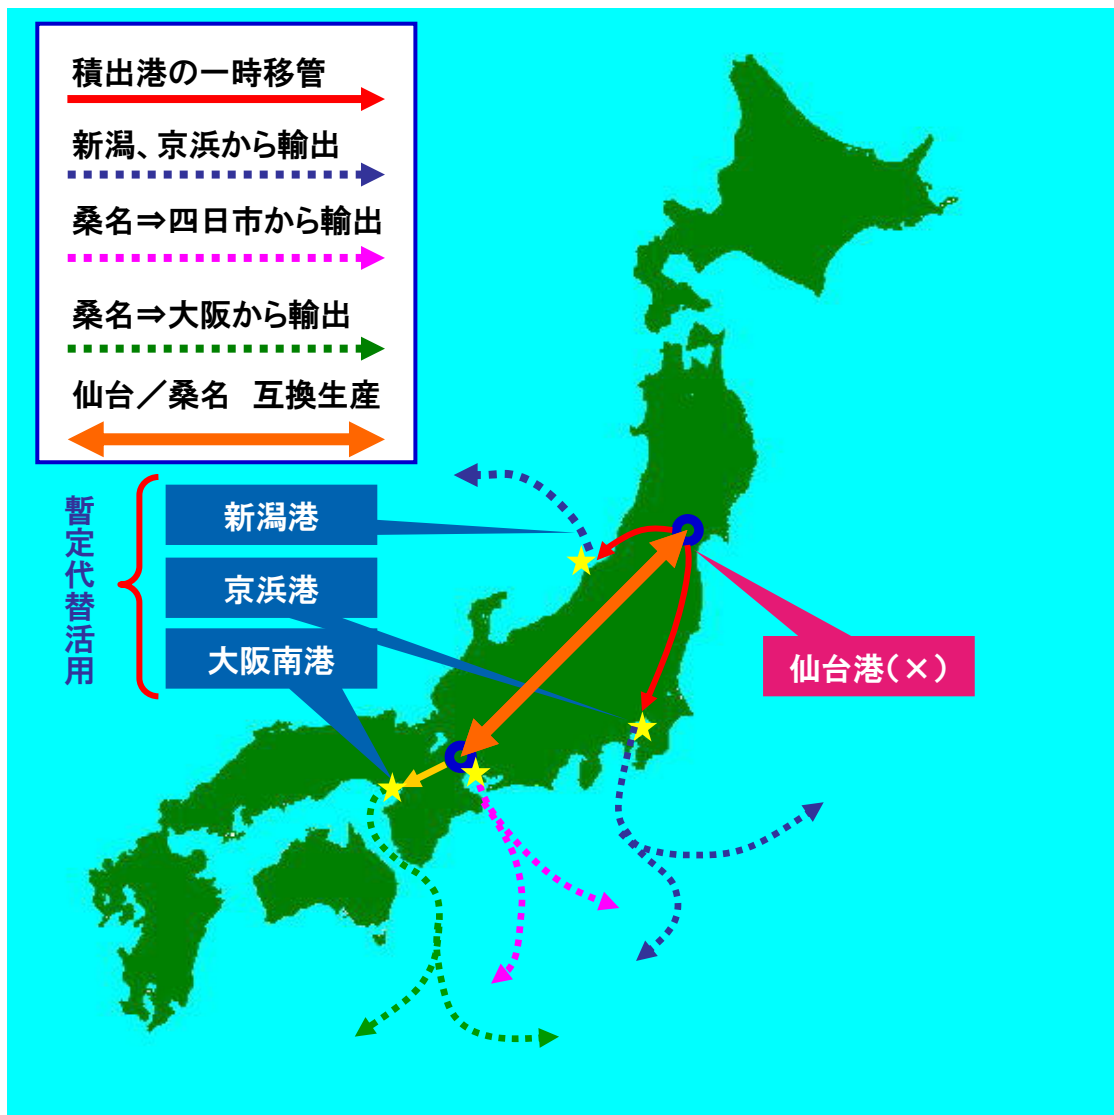 積出港の一時移管
新潟、京浜から輸出
桑名⇒四日市から輸出
桑名⇒大阪から輸出
仙台／桑名　互換生産
暫定代替活用
新潟港
京浜港
大阪南港
仙台港（×）